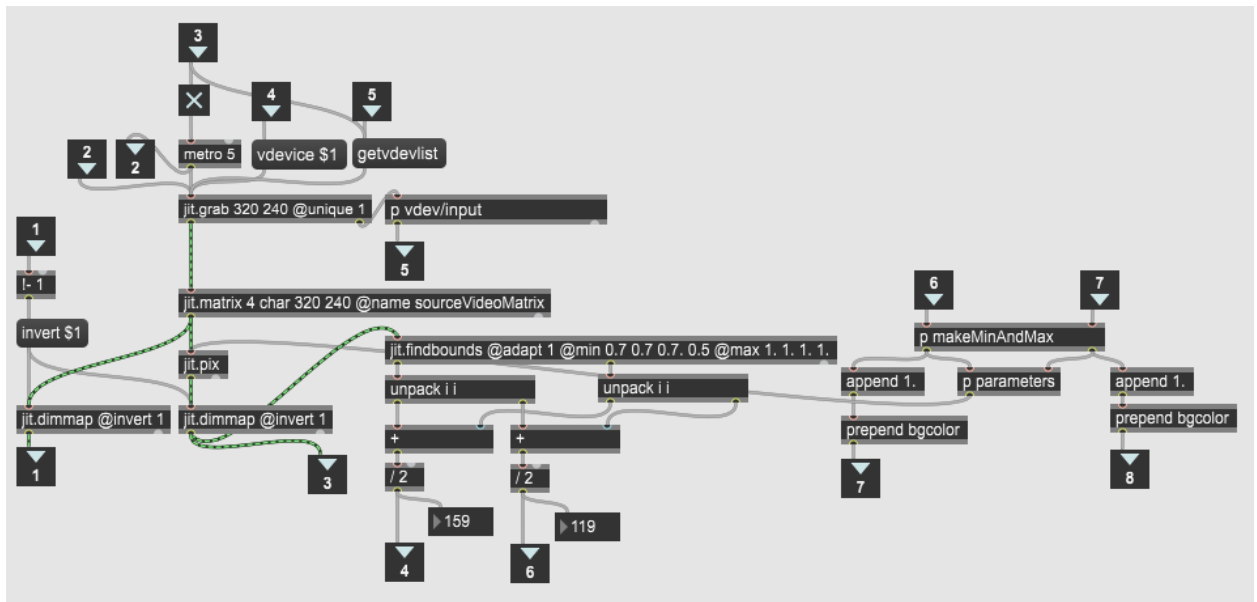 3
4
5
2
2
metro 5
vdevice $1
getvdevlist
jit.grab 320 240 @unique 1
p vdev/input
1
5
!- 1
6
7
jit.matrix 4 char 320 240 @name sourceVideoMatrix
invert $1
p makeMinAndMax
jit.findbounds @adapt 1 @min 0.7 0.7 0.7. 0.5 @max 1. 1. 1. 1.
jit.pix
unpack i i
unpack i i
append 1.
p parameters
append 1.
jit.dimmap @invert 1
jit.dimmap @invert 1
prepend bgcolor
prepend bgcolor
+
+
1
3
/ 2
/ 2
7
8
159
119
4
6